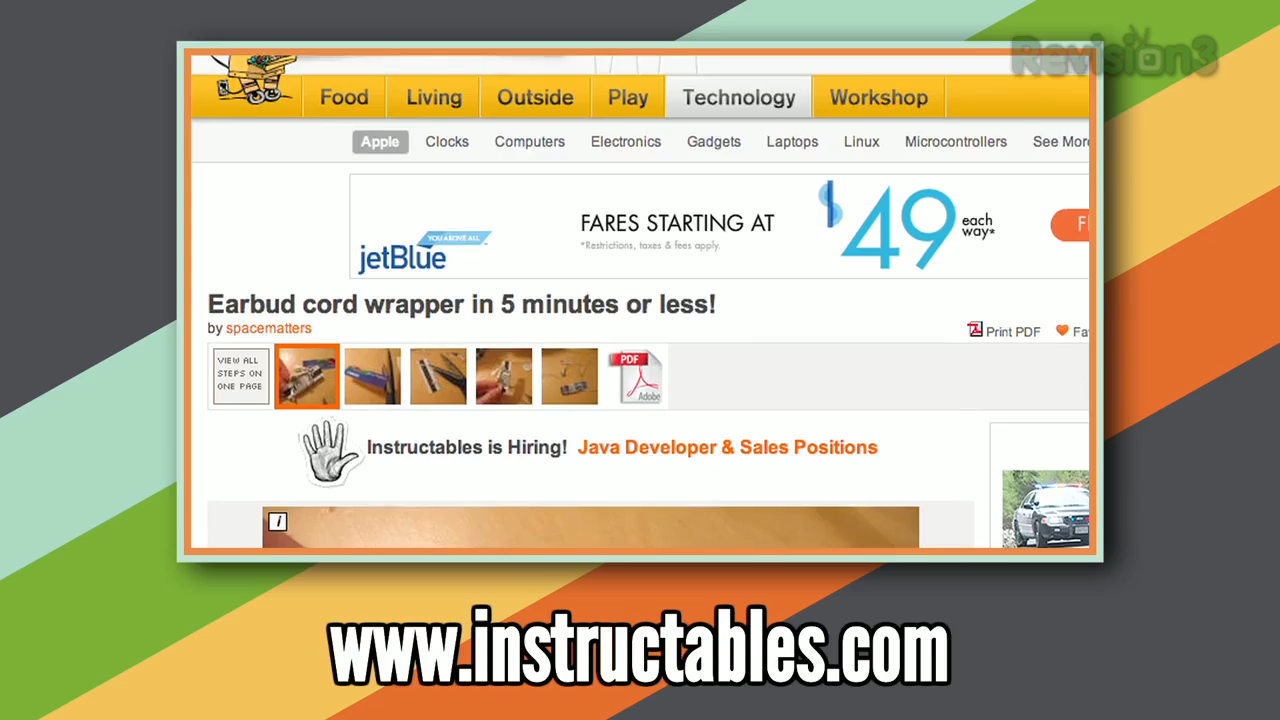 Revision3
Food Living Outside Play Technology Workshop
Apple Clocks Computers Electronics Gadgets Laptops Linux Microcontrollers See More
YOU ABOVE ALL
jetBlue
FARES STARTING AT
*Restrictions, taxes & fees apply.
$49 each way*
Earbud cord wrapper in 5 minutes or less!
by spacematters
Print PDF
VIEW ALL
STEPS ON
ONE PAGE
PDF
Adobe
Instructables is Hiring! Java Developer & Sales Positions
i
www.instructables.com